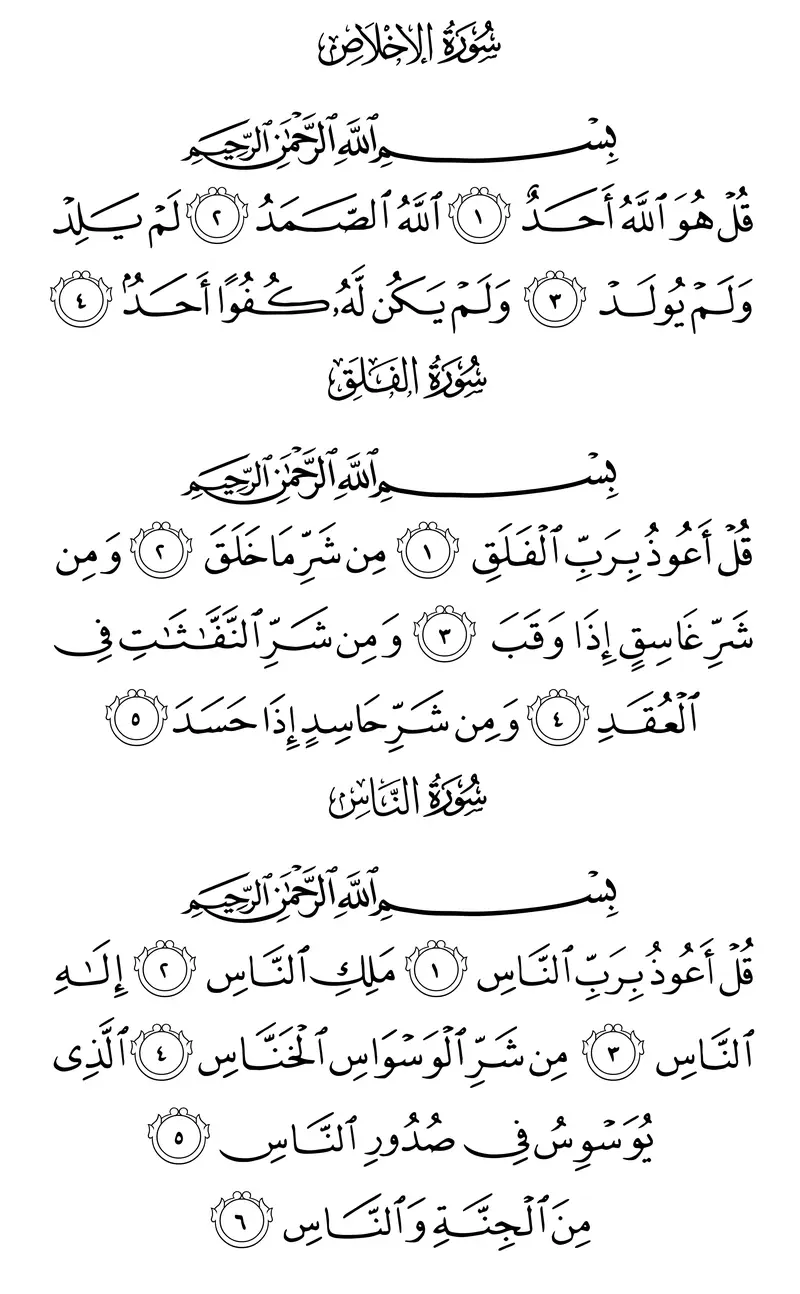 سُورَةُ الإِخْلَاصِ
بِسْمِ ٱللَّهِ ٱلرَّحْمَٰنِ ٱلرَّحِيمِ
قُلْ هُوَ ٱللَّهُ أَحَدٌ ١ ٱللَّهُ ٱلصَّمَدُ ٢ لَمْ يَلِدْ
وَلَمْ يُولَدْ ٣ وَلَمْ يَكُن لَّهُۥ كُفُوًا أَحَدٌۢ ٤
سُورَةُ الفَلَقِ
بِسْمِ ٱللَّهِ ٱلرَّحْمَٰنِ ٱلرَّحِيمِ
قُلْ أَعُوذُ بِرَبِّ ٱلْفَلَقِ ١ مِن شَرِّ مَا خَلَقَ ٢ وَمِن
شَرِّ غَاسِقٍ إِذَا وَقَبَ ٣ وَمِن شَرِّ ٱلنَّفَّٰثَٰتِ فِى
ٱلْعُقَدِ ٤ وَمِن شَرِّ حَاسِدٍ إِذَا حَسَدَ ٥
سُورَةُ النَّاسِ
بِسْمِ ٱللَّهِ ٱلرَّحْمَٰنِ ٱلرَّحِيمِ
قُلْ أَعُوذُ بِرَبِّ ٱلنَّاسِ ١ مَلِكِ ٱلنَّاسِ ٢ إِلَٰهِ
ٱلنَّاسِ ٣ مِن شَرِّ ٱلْوَسْوَاسِ ٱلْخَنَّاسِ ٤ ٱلَّذِى
يُوَسْوِسُ فِى صُدُورِ ٱلنَّاسِ ٥
مِنَ ٱلْجِنَّةِ وَٱلنَّاسِ ٦